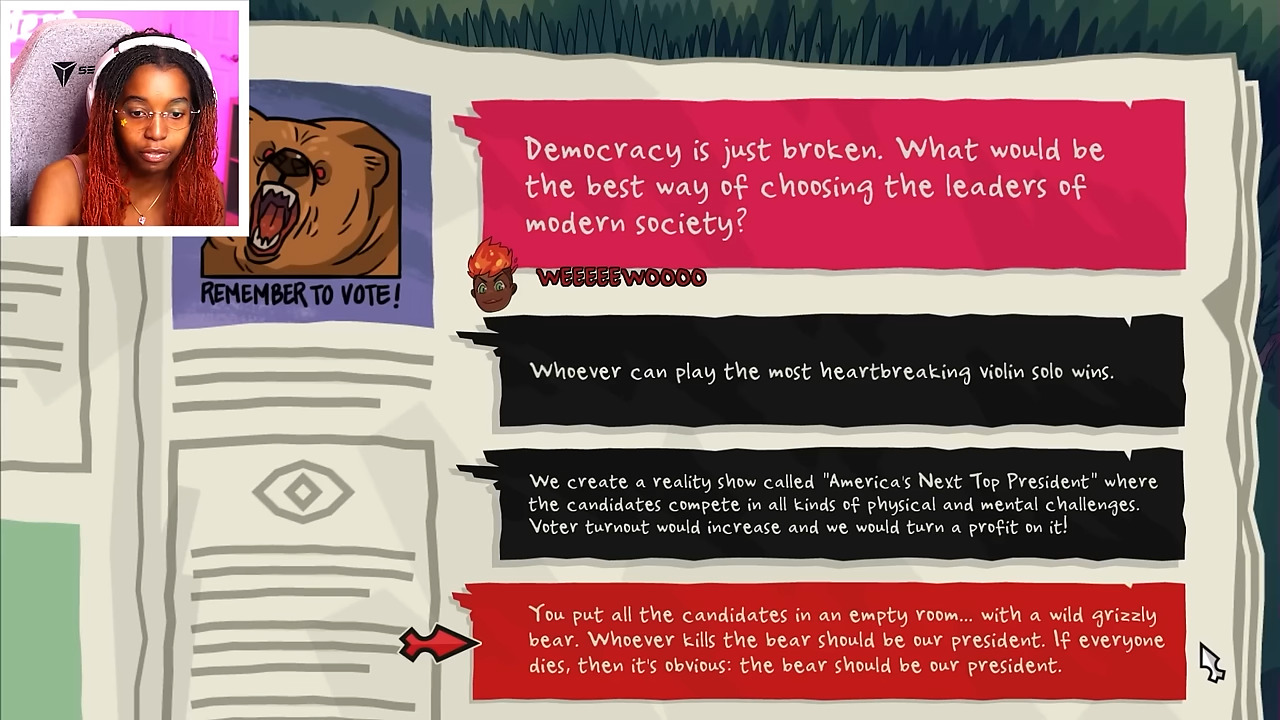 SE
REMEMBER TO VOTE!
Democracy is just broken. What would be
the best way of choosing the leaders of
modern society?
WEEEEEWOOOO
Whoever can play the most heartbreaking violin solo wins.
We create a reality show called "America's Next Top President" where
the candidates compete in all kinds of physical and mental challenges.
Voter turnout would increase and we would turn a profit on it!
You put all the candidates in an empty room... with a wild grizzly
bear. Whoever kills the bear should be our president. If everyone
dies, then it's obvious: the bear should be our president.